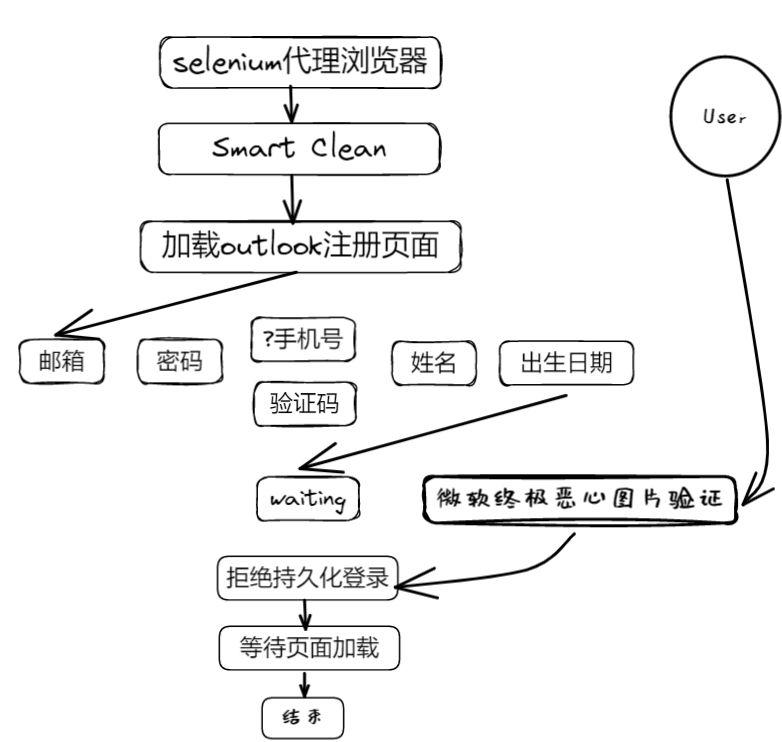 selenium代理浏览器
User
Smart Clean
加载outlook注册页面
邮箱
密码
?手机号
姓名
出生日期
验证码
waiting
微软终极恶心图片验证
拒绝持久化登录
等待页面加载
结束